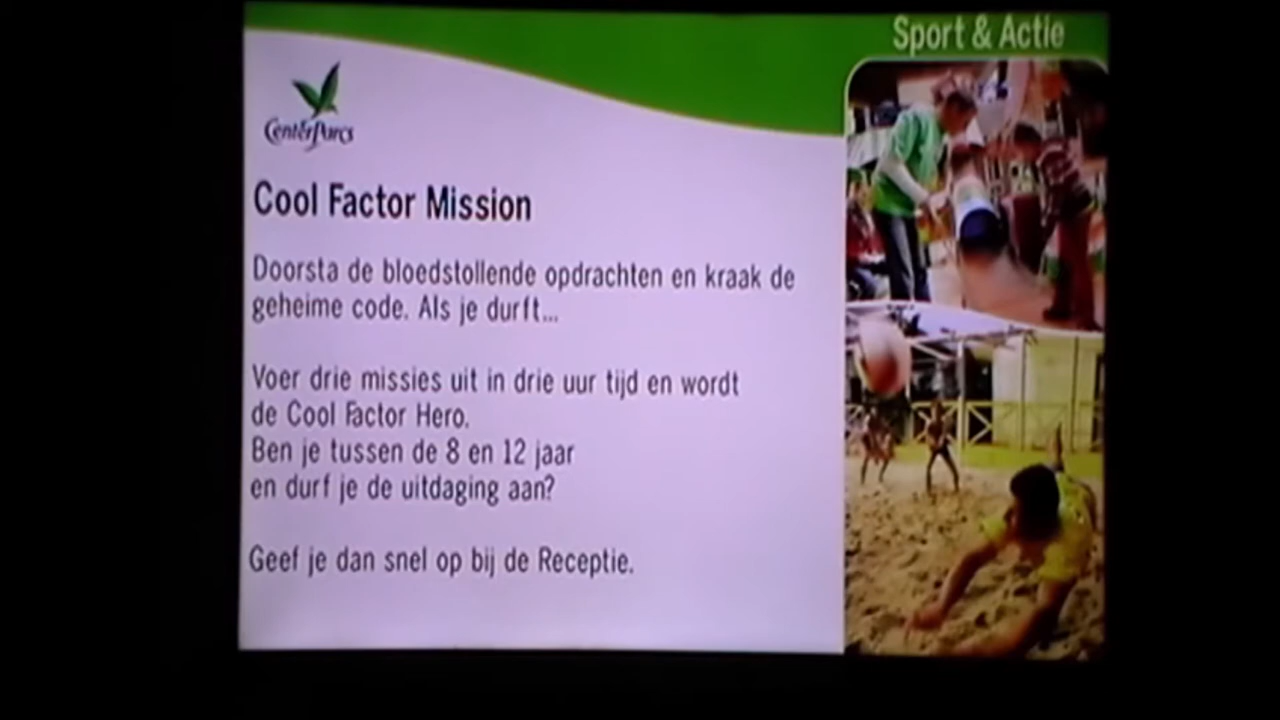 Sport & Actie
CenterParcs
Cool Factor Mission
Doorsta de bloedstollende opdrachten en kraak de
geheime code. Als je durft...
Voer drie missies uit in drie uur tijd en wordt
de Cool Factor Hero.
Ben je tussen de 8 en 12 jaar
en durf je de uitdaging aan?
Geef je dan snel op bij de Receptie.